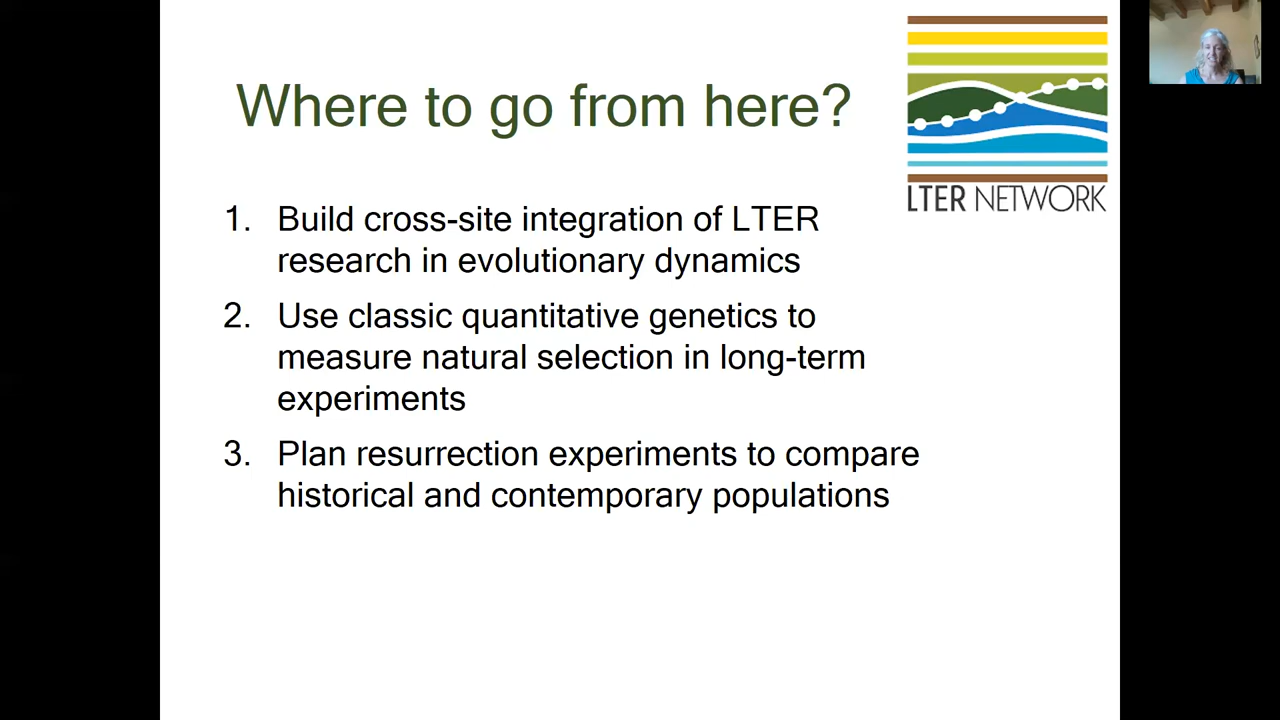 Where to go from here?
LTER NETWORK
1. Build cross-site integration of LTER
research in evolutionary dynamics
2. Use classic quantitative genetics to
measure natural selection in long-term
experiments
3. Plan resurrection experiments to compare
historical and contemporary populations